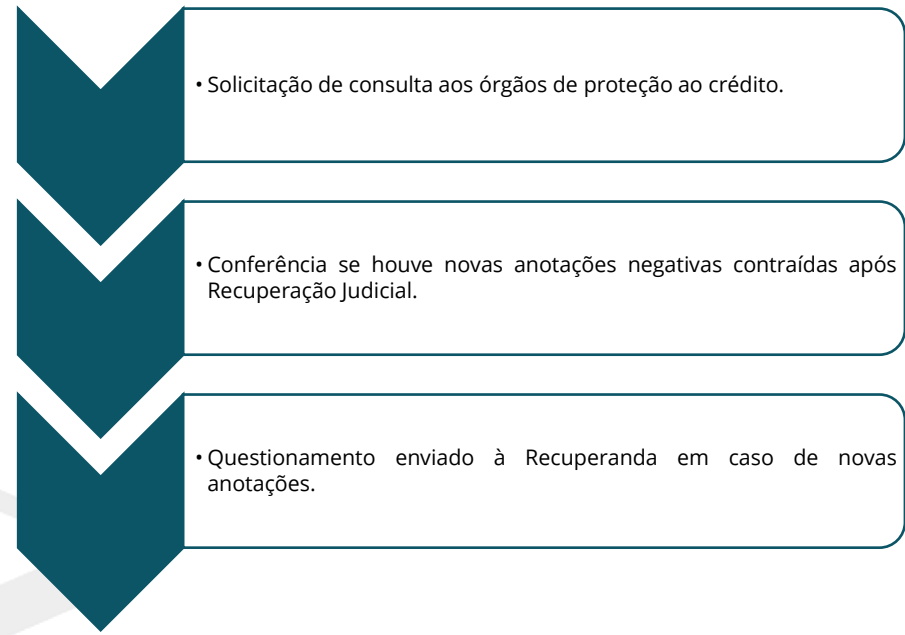 • Solicitação de consulta aos órgãos de proteção ao crédito.
• Conferência se houve novas anotações negativas contraídas após
Recuperação Judicial.
• Questionamento enviado à Recuperanda em caso de novas
anotações.